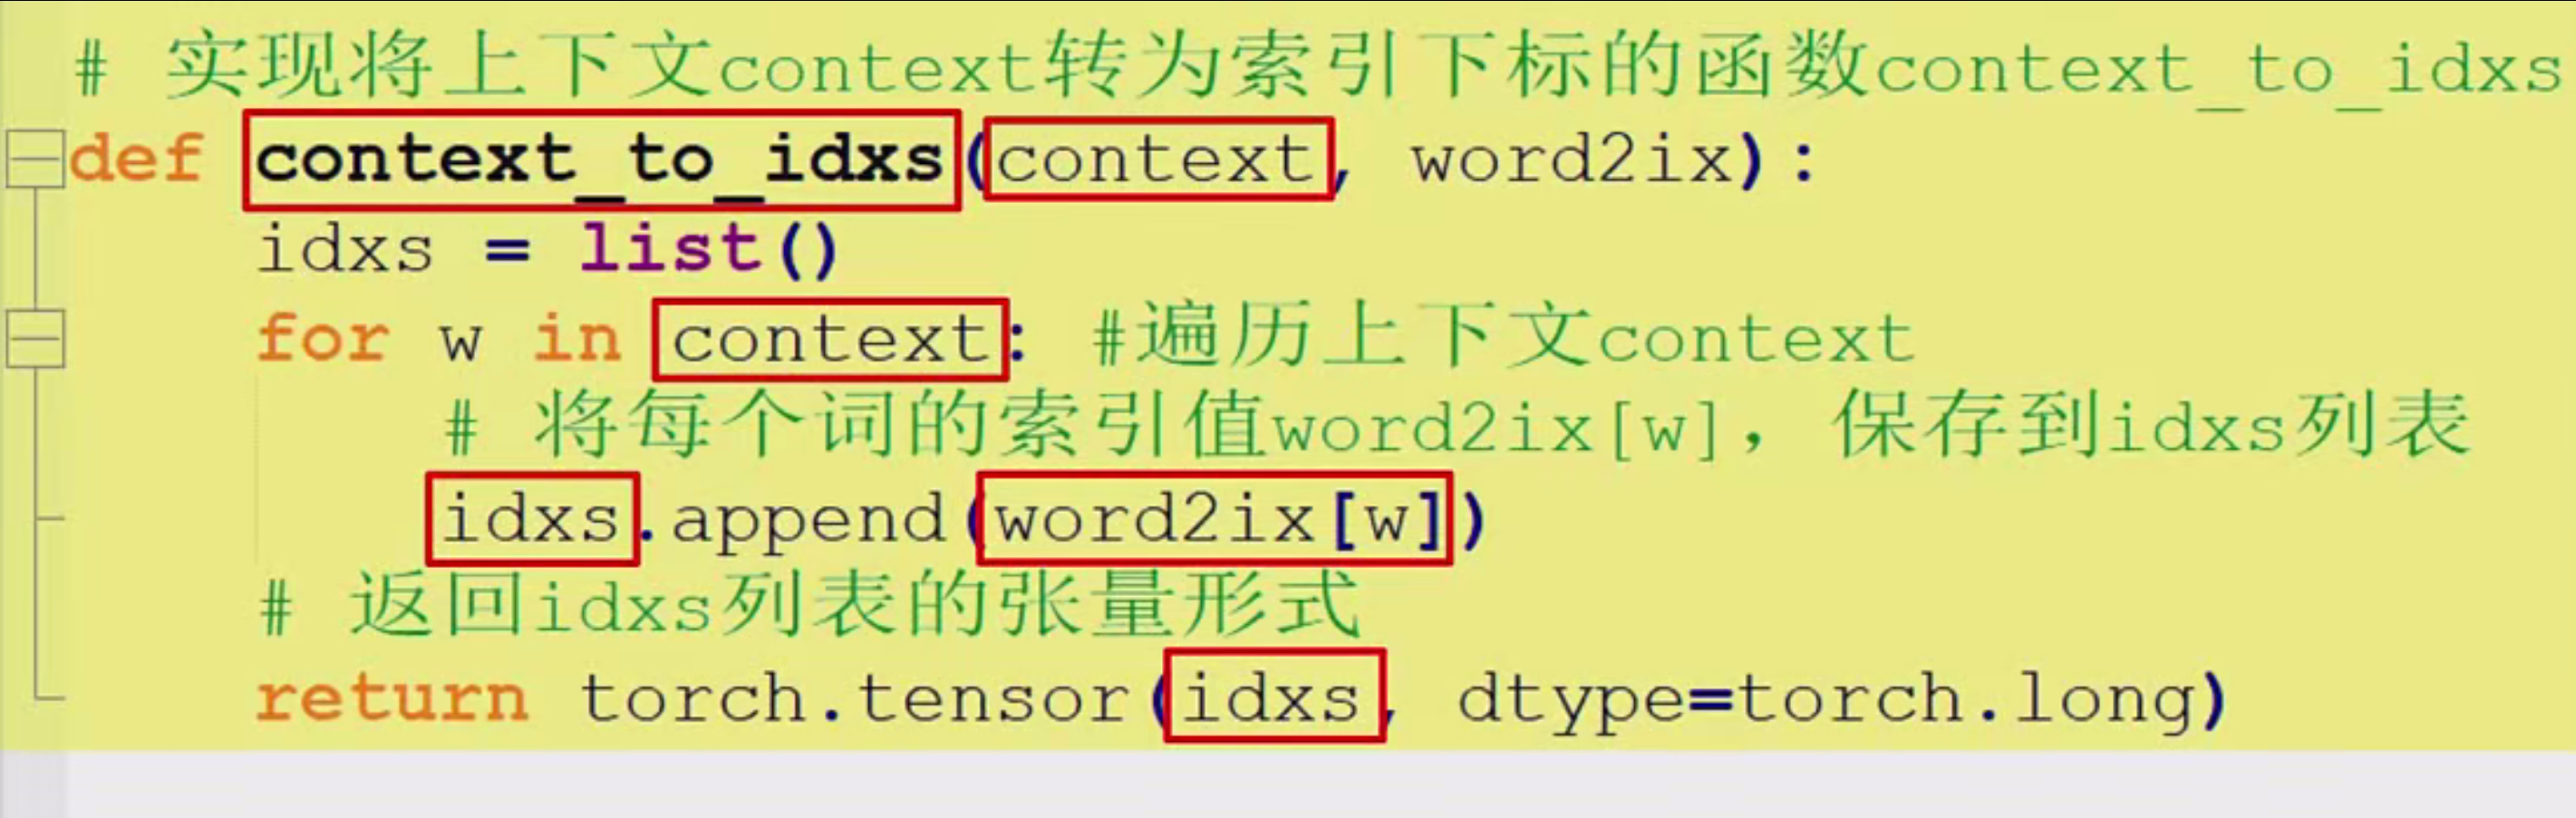 # 实现将上下文context转为索引下标的函数context_to_idxs
def context_to_idxs(context, word2ix):
idxs = list()
for w in context: #遍历上下文context
# 将每个词的索引值word2ix[w]，保存到idxs列表
idxs.append(word2ix[w])
# 返回idxs列表的张量形式
return torch.tensor(idxs, dtype=torch.long)